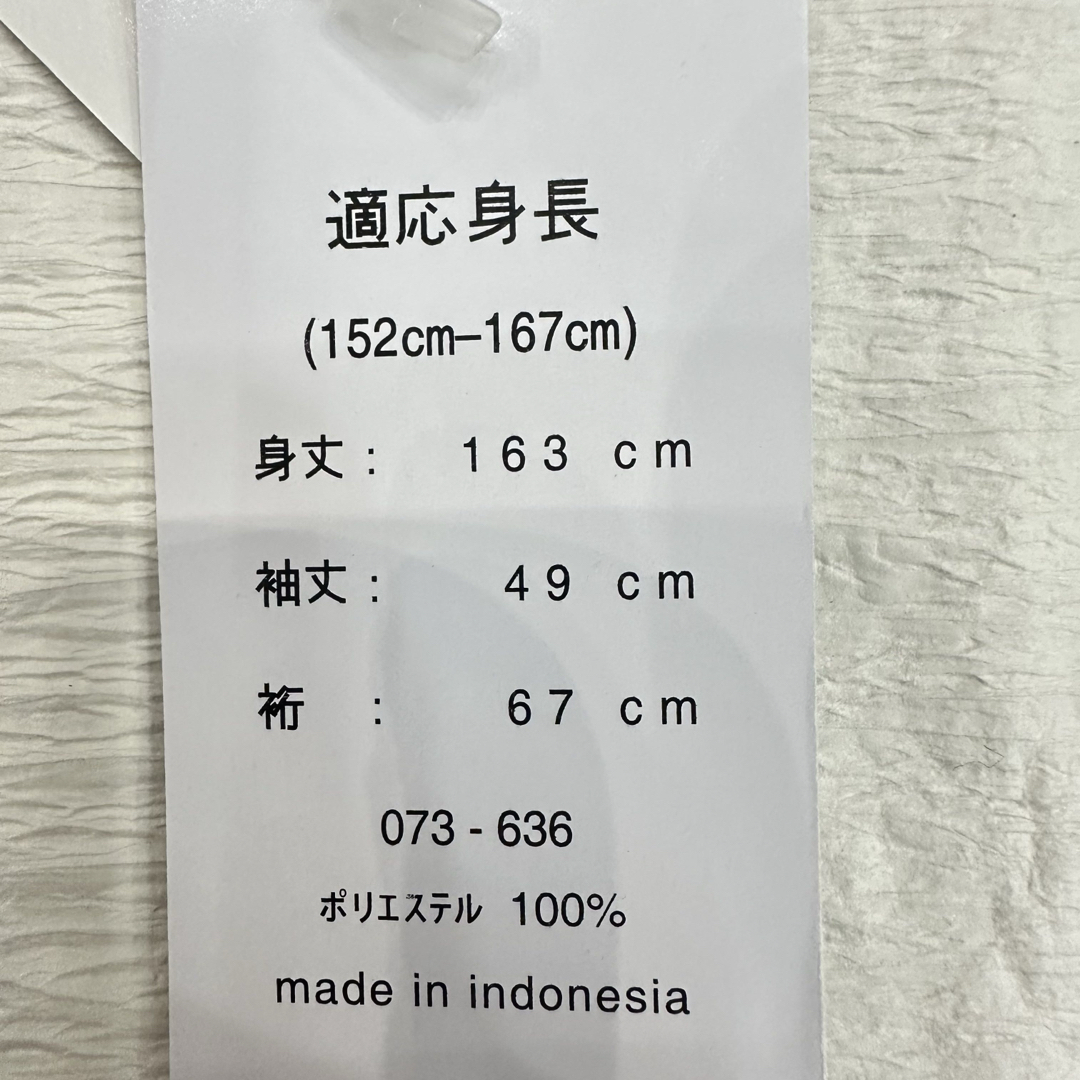 適応身長
(152cm–167cm)
身丈： 163 cm
袖丈： 49 cm
裄 ： 67 cm
073 - 636
ポリエステル 100%
made in indonesia